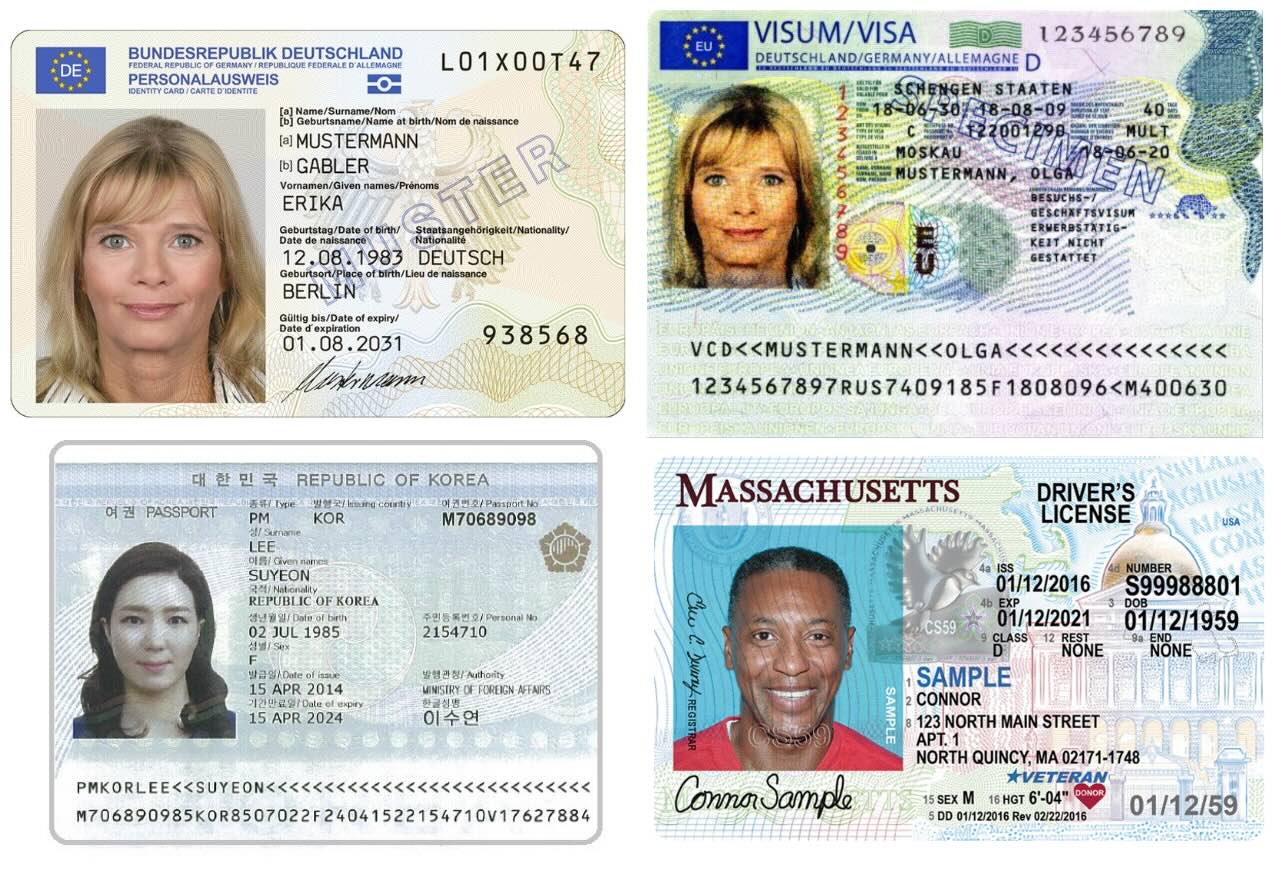 DE
BUNDESREPUBLIK DEUTSCHLAND
FEDERAL REPUBLIC OF GERMANY / REPUBLIQUE FEDERALE D'ALLEMAGNE
PERSONALAUSWEIS
IDENTITY CARD / CARTE D'IDENTITE
L01X00T47
[a] Name/Surname/Nom
[b] Geburtsname/Name at birth/Nom de naissance
[a] MUSTERMANN
[b] GABLER
Vornamen/Given names/Prénoms
ERIKA
Geburtstag/Date of birth/ Staatsangehörigkeit/Nationality/
Date de naissance Nationalité
12.08.1983 DEUTSCH
Geburtsort/Place of birth/Lieu de naissance
BERLIN
Gültig bis/Date of expiry/
Date d'expiration
01.08.2031
938568
Mustermann
MUSTER
EU
VISUM/VISA
D
123456789
DEUTSCHLAND/GERMANY/ALLEMAGNE D
1 SCHENGEN STAATEN
2 18-06-30 18-08-09 40
3 C 122001298 MULT
4 MOSKAU 18-06-20
5 MUSTERMANN, OLGA
6
7
8
9
BESUCHS-/
GESCHÄFTSVISUM
ERWERBSTÄTIG-
KEIT NICHT
GESTATTET
SPECIMEN
VCD<<MUSTERMANN<<OLGA<<<<<<<<<<<<<<<
1234567897RUS7409185F1808096<M400630
대한민국 REPUBLIC OF KOREA
여권 PASSPORT
종류/ Type 발행국/ Issuing country 여권번호/ Passport No
PM KOR M70689098
성/ Surname
LEE
이름/ Given names
SUYEON
국적/ Nationality
REPUBLIC OF KOREA
생년월일/ Date of birth 주민등록번호/ Personal No
02 JUL 1985 2154710
성별/ Sex
F
발급일/ Date of issue 발행관청/ Authority
15 APR 2014 MINISTRY OF FOREIGN AFFAIRS
기간만료일/ Date of expiry 한글성명
15 APR 2024 이수연
PMKORLEE<<SUYEON<<<<<<<<<<<<<<<<<<<<<<<<<<<<
M706890985KOR8507022F24041522154710V17627884
MASSACHUSETTS
DRIVER'S
LICENSE
USA
4a ISS
01/12/2016
4d NUMBER
S99988801
4b EXP
01/12/2021
3 DOB
01/12/1959
9 CLASS
D
12 REST
NONE
9a END
NONE
CS59
1 SAMPLE
2 CONNOR
8 123 NORTH MAIN STREET
APT. 1
NORTH QUINCY, MA 02171-1748
VETERAN
15 SEX M 16 HGT 6'-04"
DONOR
5 DD 01/12/2016 Rev 02/22/2016
01/12/59
REGISTRAR
SAMPLE
CS59
Connor Sample